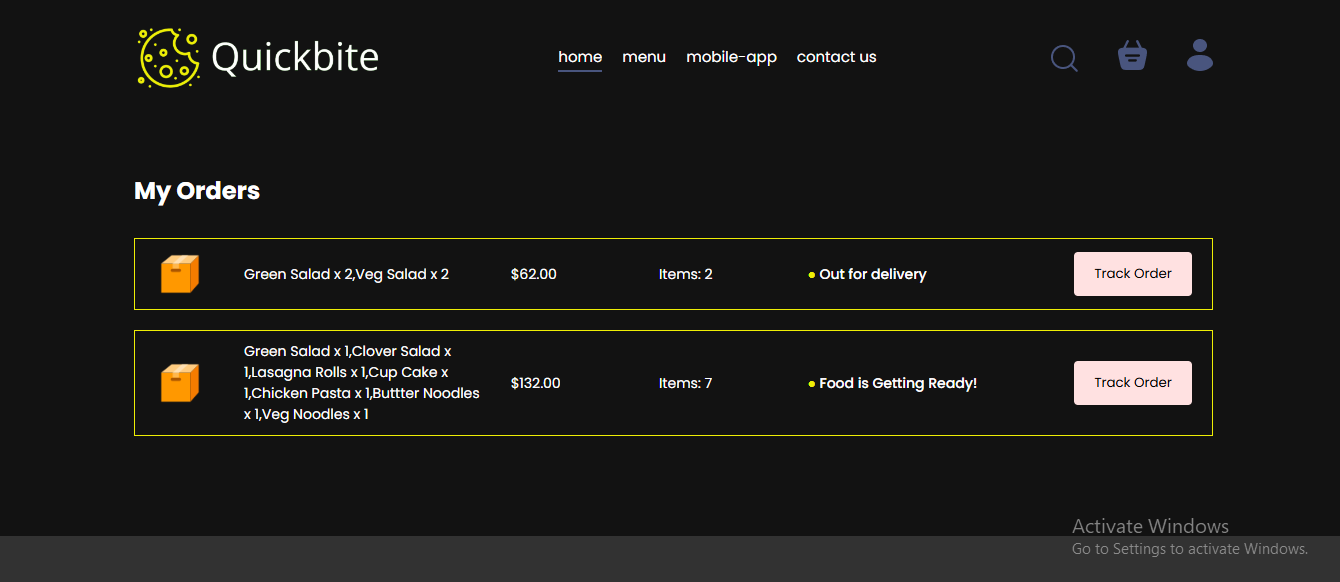 Quickbite
home menu mobile-app contact us
My Orders
Green Salad x 2,Veg Salad x 2 $62.00 Items: 2 ● Out for delivery Track Order
Green Salad x 1,Clover Salad x
1,Lasagna Rolls x 1,Cup Cake x
1,Chicken Pasta x 1,Buttter Noodles
x 1,Veg Noodles x 1
$132.00 Items: 7 ● Food is Getting Ready! Track Order
Activate Windows
Go to Settings to activate Windows.